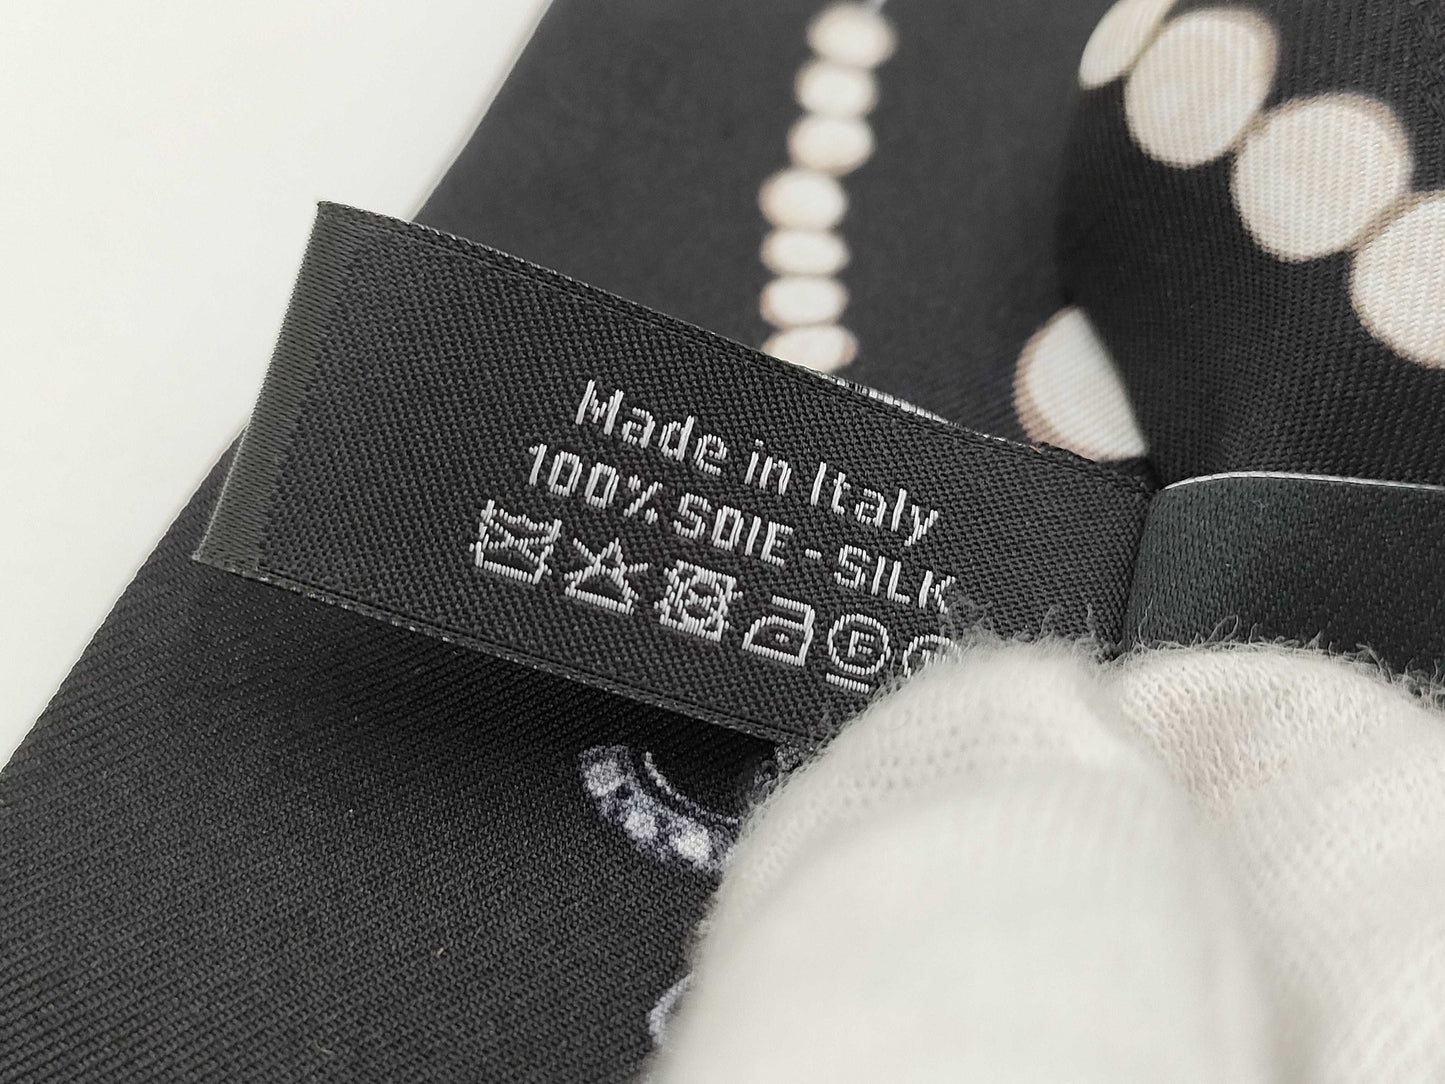 Made in Italy
100% SOIE - SILK
F